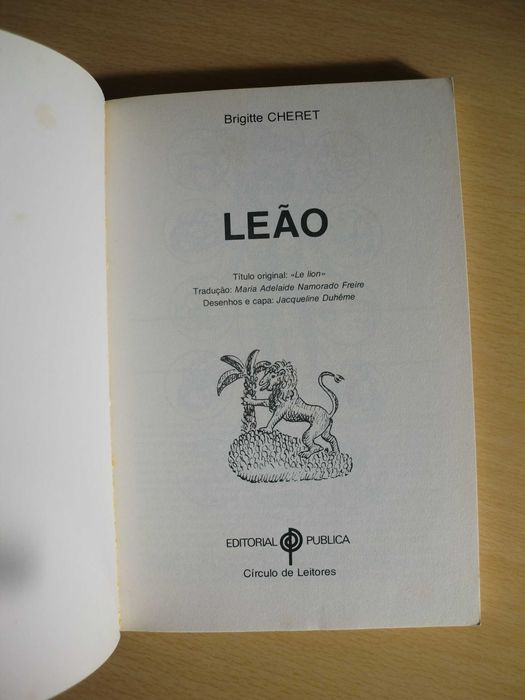 Brigitte CHERET
LEÃO
Título original: «Le lion»
Tradução: Maria Adelaide Namorado Freire
Desenhos e capa: Jacqueline Duhême
EDITORIAL PUBLICA
Círculo de Leitores